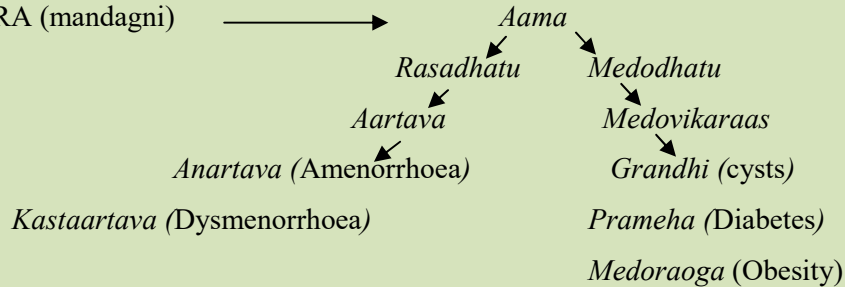 RA (mandagni) Aama
Rasadhatu Medodhatu
Aartava Medovikaraas
Anartava (Amenorrhoea) Grandhi (cysts)
Kastaartava (Dysmenorrhoea) Prameha (Diabetes)
Medoraoga (Obesity)